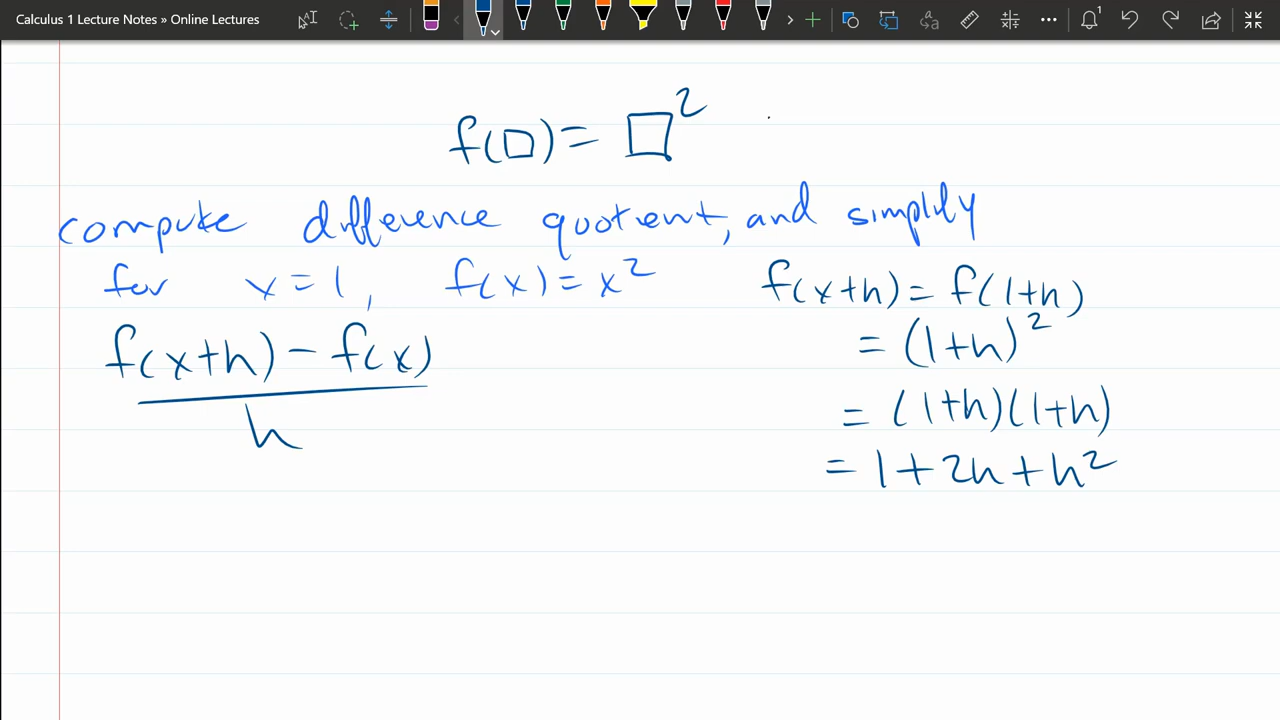 Calculus 1 Lecture Notes » Online Lectures
f(□) = □²
compute difference quotient, and simplify
for x = 1, f(x) = x²
f(x+h) - f(x)
h
f(x+h) = f(1+h)
= (1+h)²
= (1+h)(1+h)
= 1 + 2h + h²